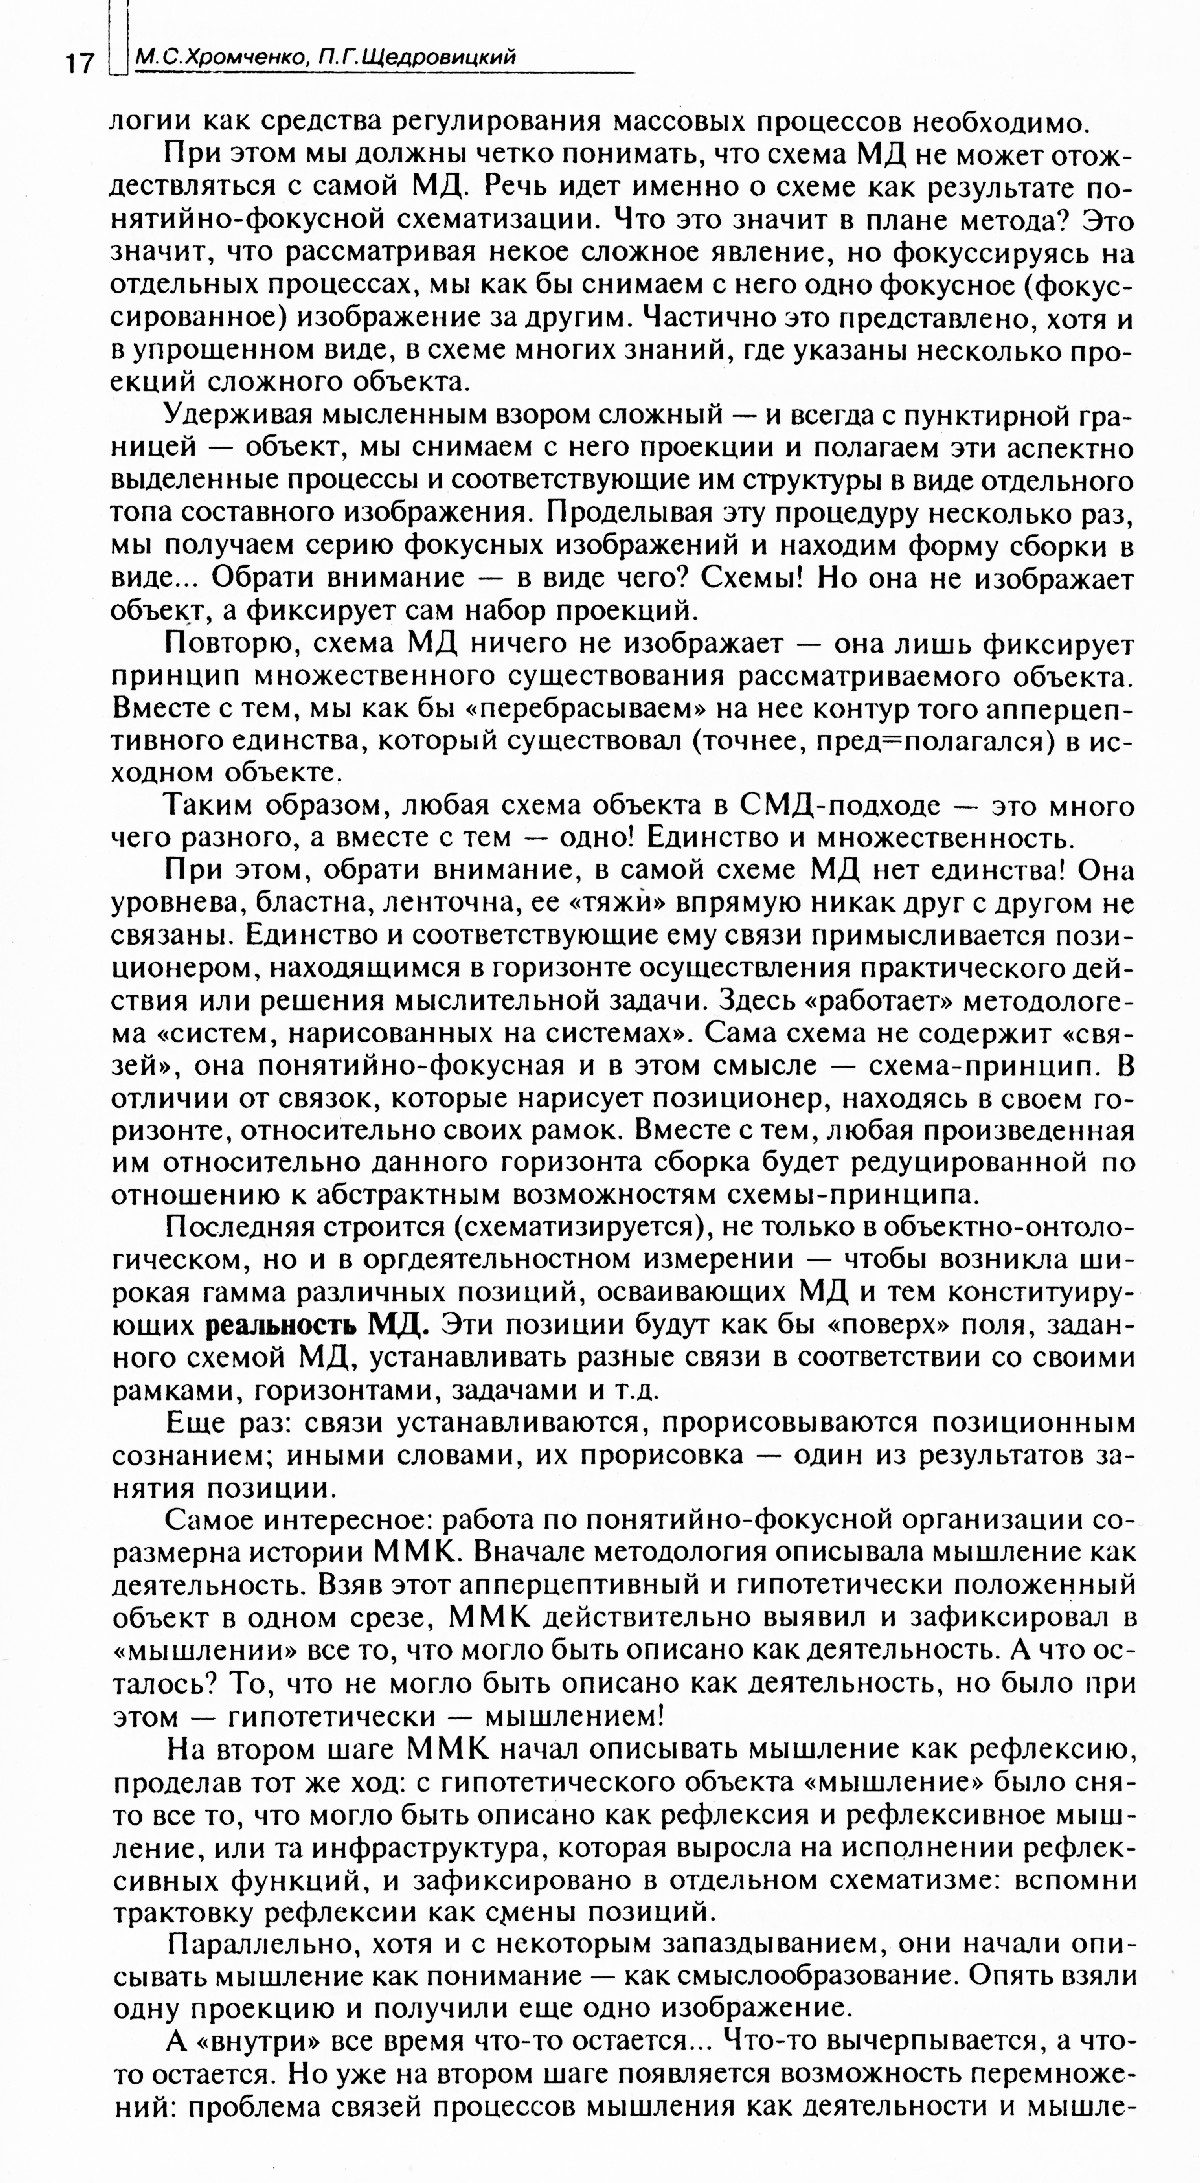 17
М.С.Хромченко, П.Г.Щедровицкий
логии как средства регулирования массовых процессов необходимо.
При этом мы должны четко понимать, что схема МД не может отож-
дествляться с самой МД. Речь идет именно о схеме как результате по-
нятийно-фокусной схематизации. Что это значит в плане метода? Это
значит, что рассматривая некое сложное явление, но фокуссируясь на
отдельных процессах, мы как бы снимаем с него одно фокусное (фокус-
сированное) изображение за другим. Частично это представлено, хотя и
в упрощенном виде, в схеме многих знаний, где указаны несколько про-
екций сложного объекта.
Удерживая мысленным взором сложный — и всегда с пунктирной гра-
ницей — объект, мы снимаем с него проекции и полагаем эти аспектно
выделенные процессы и соответствующие им структуры в виде отдельного
топа составного изображения. Проделывая эту процедуру несколько раз,
мы получаем серию фокусных изображений и находим форму сборки в
виде... Обрати внимание — в виде чего? Схемы! Но она не изображает
объект, а фиксирует сам набор проекций.
Повторю, схема МД ничего не изображает — она лишь фиксирует
принцип множественного существования рассматриваемого объекта.
Вместе с тем, мы как бы «перебрасываем» на нее контур того апперцеп-
тивного единства, который существовал (точнее, пред=полагался) в ис-
ходном объекте.
Таким образом, любая схема объекта в СМД-подходе — это много
чего разного, а вместе с тем — одно! Единство и множественность.
При этом, обрати внимание, в самой схеме МД нет единства! Она
уровнева, бластна, ленточна, ее «тяжи» впрямую никак друг с другом не
связаны. Единство и соответствующие ему связи примысливается пози-
ционером, находящимся в горизонте осуществления практического дей-
ствия или решения мыслительной задачи. Здесь «работает» методологе-
ма «систем, нарисованных на системах». Сама схема не содержит «свя-
зей», она понятийно-фокусная и в этом смысле — схема-принцип. В
отличии от связок, которые нарисует позиционер, находясь в своем го-
ризонте, относительно своих рамок. Вместе с тем, любая произведенная
им относительно данного горизонта сборка будет редуцированной по
отношению к абстрактным возможностям схемы-принципа.
Последняя строится (схематизируется), не только в объектно-онтоло-
гическом, но и в оргдеятельностном измерении — чтобы возникла ши-
рокая гамма различных позиций, осваивающих МД и тем конституиру-
ющих реальность МД. Эти позиции будут как бы «поверх» поля, задан-
ного схемой МД, устанавливать разные связи в соответствии со своими
рамками, горизонтами, задачами и т.д.
Еще раз: связи устанавливаются, прорисовываются позиционным
сознанием; иными словами, их прорисовка — один из результатов за-
нятия позиции.
Самое интересное: работа по понятийно-фокусной организации со-
размерна истории ММК. Вначале методология описывала мышление как
деятельность. Взяв этот апперцептивный и гипотетически положенный
объект в одном срезе, ММК действительно выявил и зафиксировал в
«мышлении» все то, что могло быть описано как деятельность. А что ос-
талось? То, что не могло быть описано как деятельность, но было при
этом — гипотетически — мышлением!
На втором шаге ММК начал описывать мышление как рефлексию,
проделав тот же ход: с гипотетического объекта «мышление» было сня-
то все то, что могло быть описано как рефлексия и рефлексивное мыш-
ление, или та инфраструктура, которая выросла на исполнении рефлек-
сивных функций, и зафиксировано в отдельном схематизме: вспомни
трактовку рефлексии как смены позиций.
Параллельно, хотя и с некоторым запаздыванием, они начали опи-
сывать мышление как понимание — как смыслообразование. Опять взяли
одну проекцию и получили еще одно изображение.
А «внутри» все время что-то остается... Что-то вычерпывается, а что-
то остается. Но уже на втором шаге появляется возможность перемноже-
ний: проблема связей процессов мышления как деятельности и мышле-